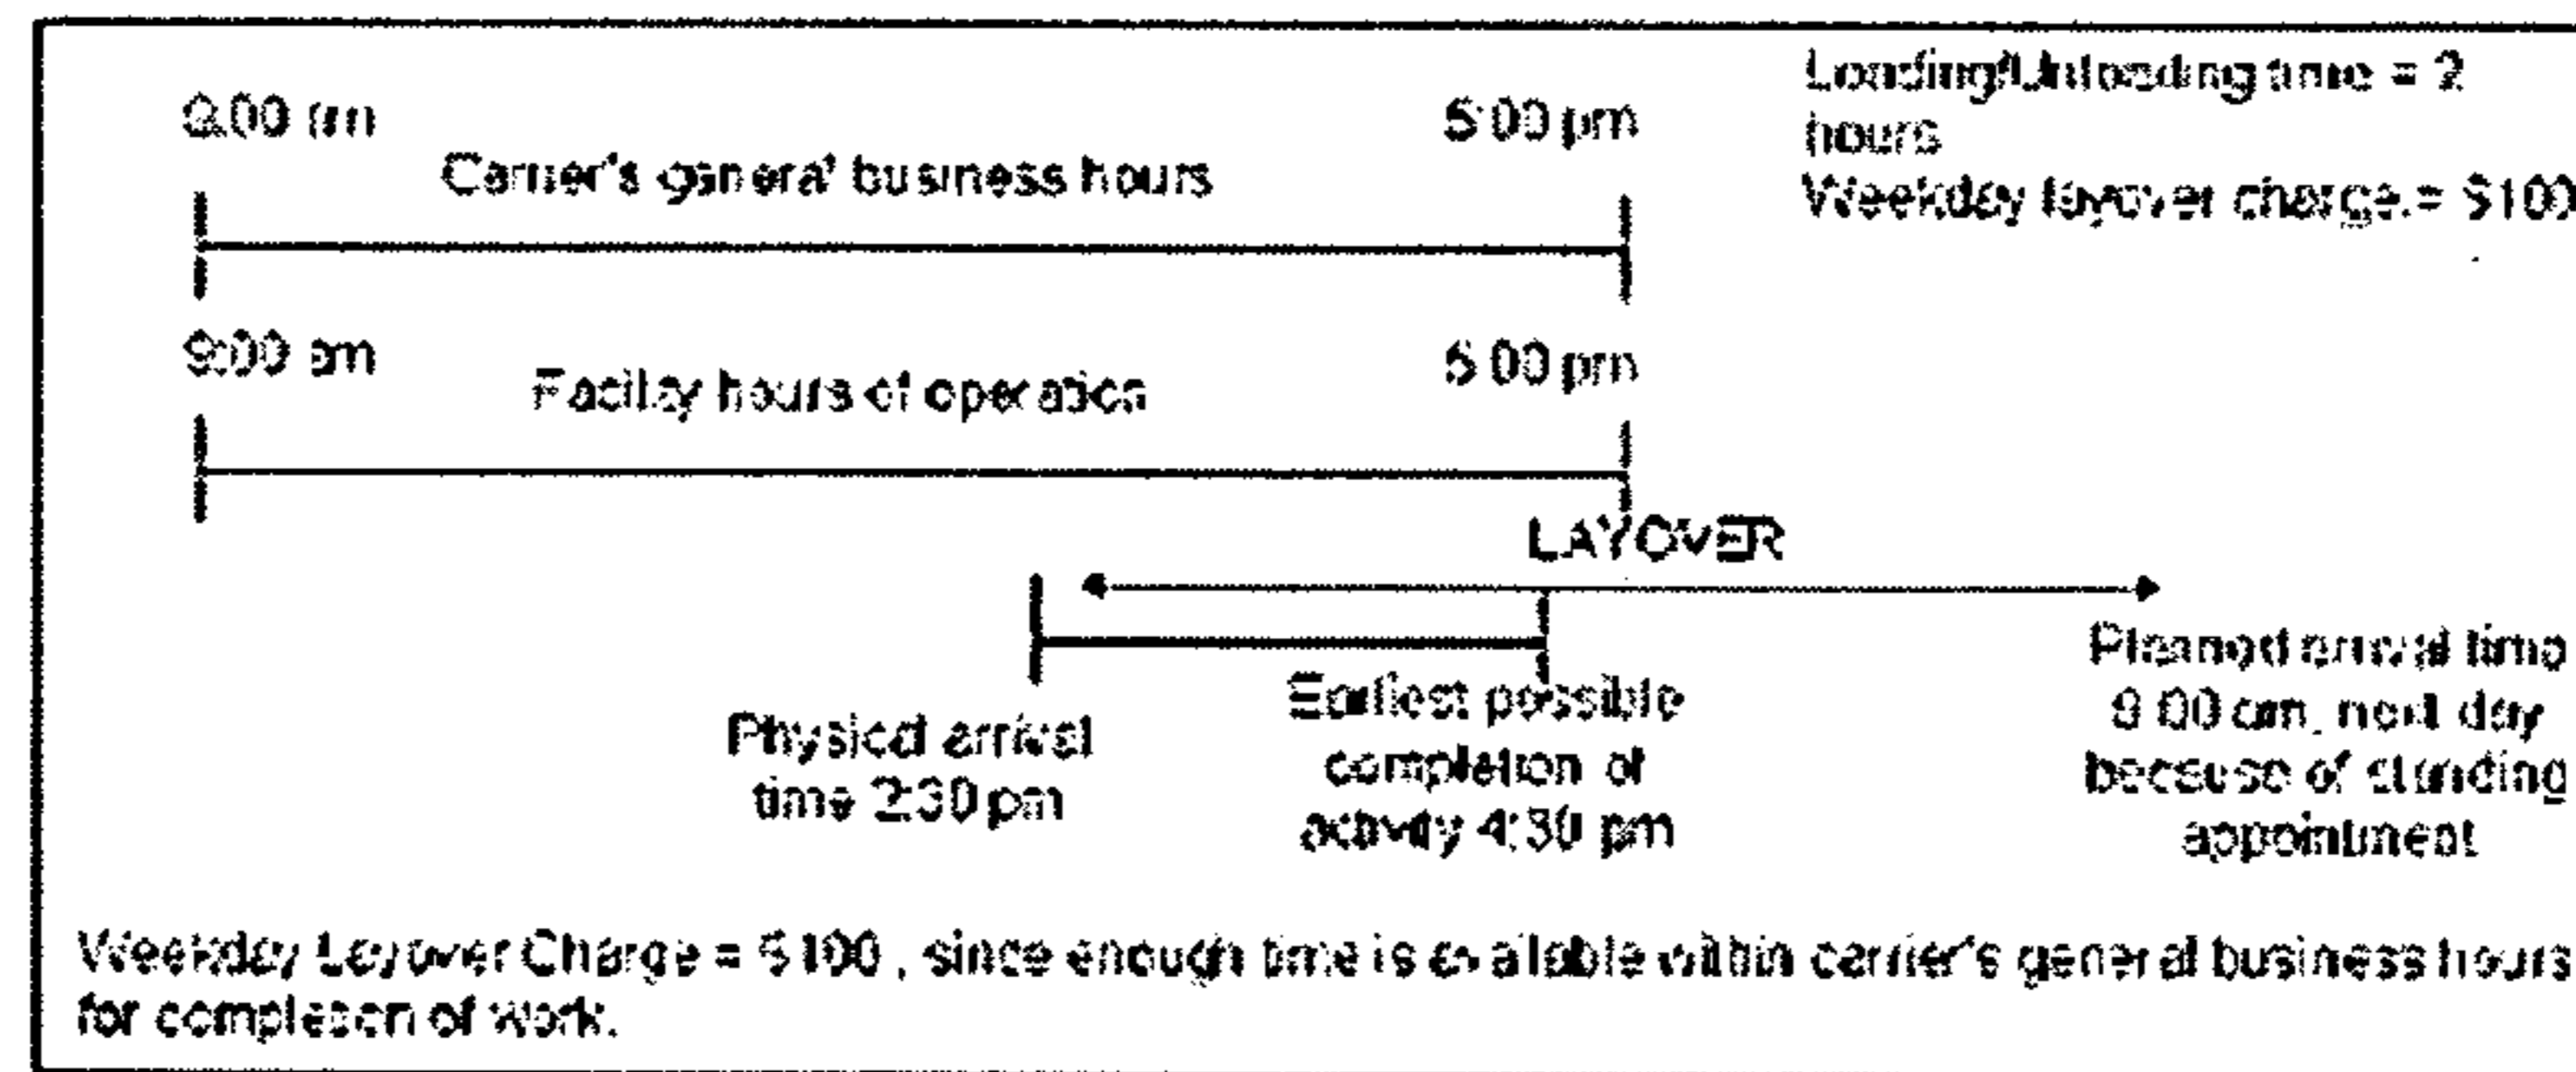 Loading/Unloading time = 2
hours
Weekday layover charge = $100
9:00 am
5:00 pm
Carrier's general business hours
9:00 am
5:00 pm
Facility hours of operation
LAYOVER
Physical arrival
time 2:30 pm
Earliest possible
completion of
activity 4:30 pm
Planned arrival time
9:00 am, next day
because of standing
appointment
Weekday Layover Charge = $100, since enough time is available within carrier's general business hours
for completion of work.